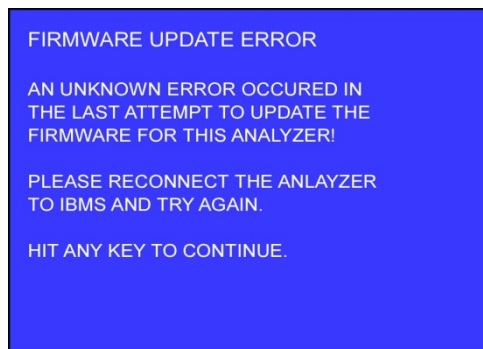 FIRMWARE UPDATE ERROR
AN UNKNOWN ERROR OCCURED IN
THE LAST ATTEMPT TO UPDATE THE
FIRMWARE FOR THIS ANALYZER!
PLEASE RECONNECT THE ANLAYZER
TO IBMS AND TRY AGAIN.
HIT ANY KEY TO CONTINUE.